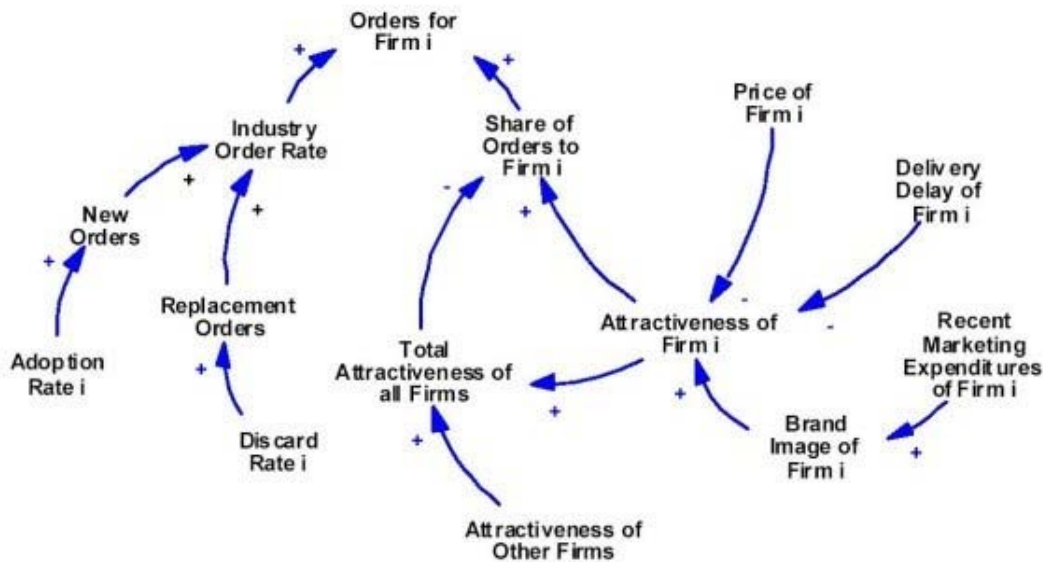 Orders for
Firm i
+
+
Price of
Firm i
Industry
Order Rate
Share of
Orders to
Firm i
Delivery
Delay of
Firm i
+
-
+
+
New
Orders
+
Replacement
Orders
Attractiveness of
Firm i
-
-
Recent
Marketing
Expenditures
of Firm i
Adoption
Rate i
+
Total
Attractiveness of
all Firms
+
+
Brand
Image of
Firm i
+
Discard
Rate i
+
Attractiveness of
Other Firms